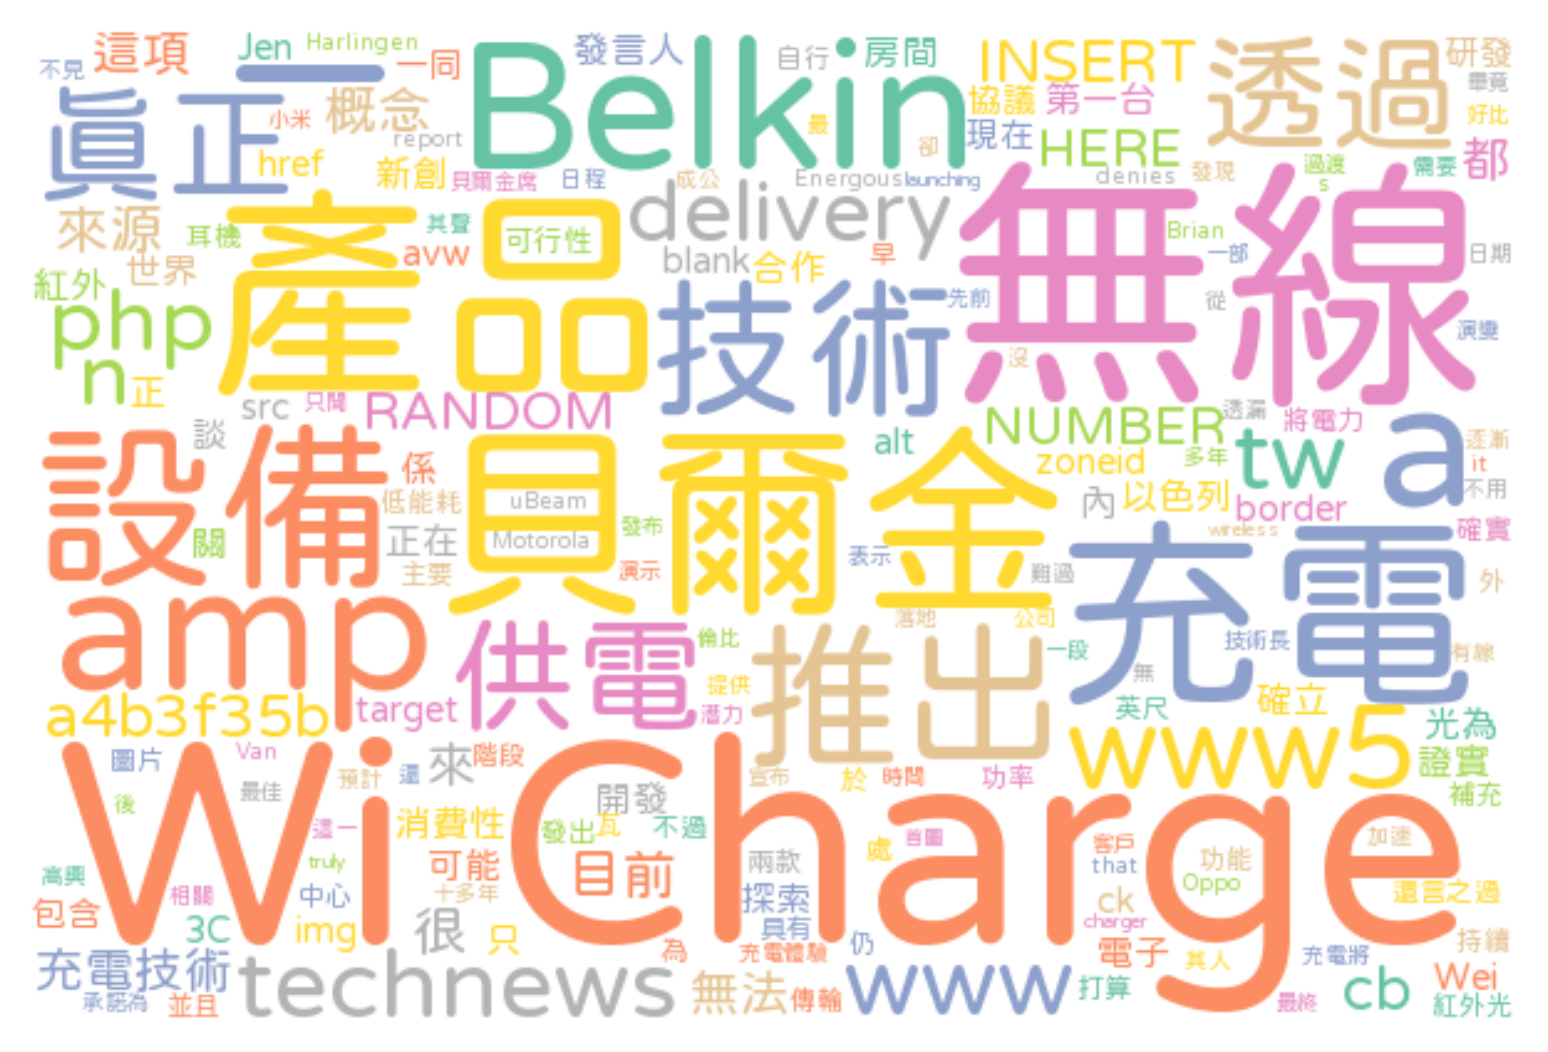 不見 這項 Jen Harlingen 一同 發言人 自行 房間 INSERT 研發
真正 一 概念 小米 Belkin 協議 第一台 透過 畢竟 好比
href report 新創 最 卻 現在 HERE 都
貝爾金席 日程 成公 Energous launching denies 發現 過渡 s 需要
來源 耳機 產品 其聲 可行性 delivery 無線 Brian
世界 avw blank 合作 早 一部 日期
紅外 php 技術 先前 從 演變
n 正 src 只聞 RANDOM 沒 NUMBER 透漏 將電力
設備 談 係 貝爾金 alt zoneid 多年 tw a 逐漸 it
低能耗 uBeam 內 以色列 border 不用
關 正在 Motorola 發布 表示 wireless 充電 確實
主要 演示 難過 外
amp 供電 倫比 推出 落地 公司 一段 技術長 有線
無
a4b3f35b target 提供 潛力 英尺 確立 www5 光為
圖片 Van 預計 還 來 階段 宣布 於 時間 功率 證實
Wi Charge 後 最佳 開發 補充
這一 消費性 發出 瓦 不過 處 首圖 客戶 加速
高興 truly 可能 目前 兩款 that 功能
相關 中心 十多年 探索 ck Oppo 還言之過
包含 3C img 很 只 具有 charger
充電技術 technews 為 充電體驗 仍 電子 其人 充電將 持續
承諾為 並且 無法 傳輸 www 打算 最終 cb Wei 紅外光